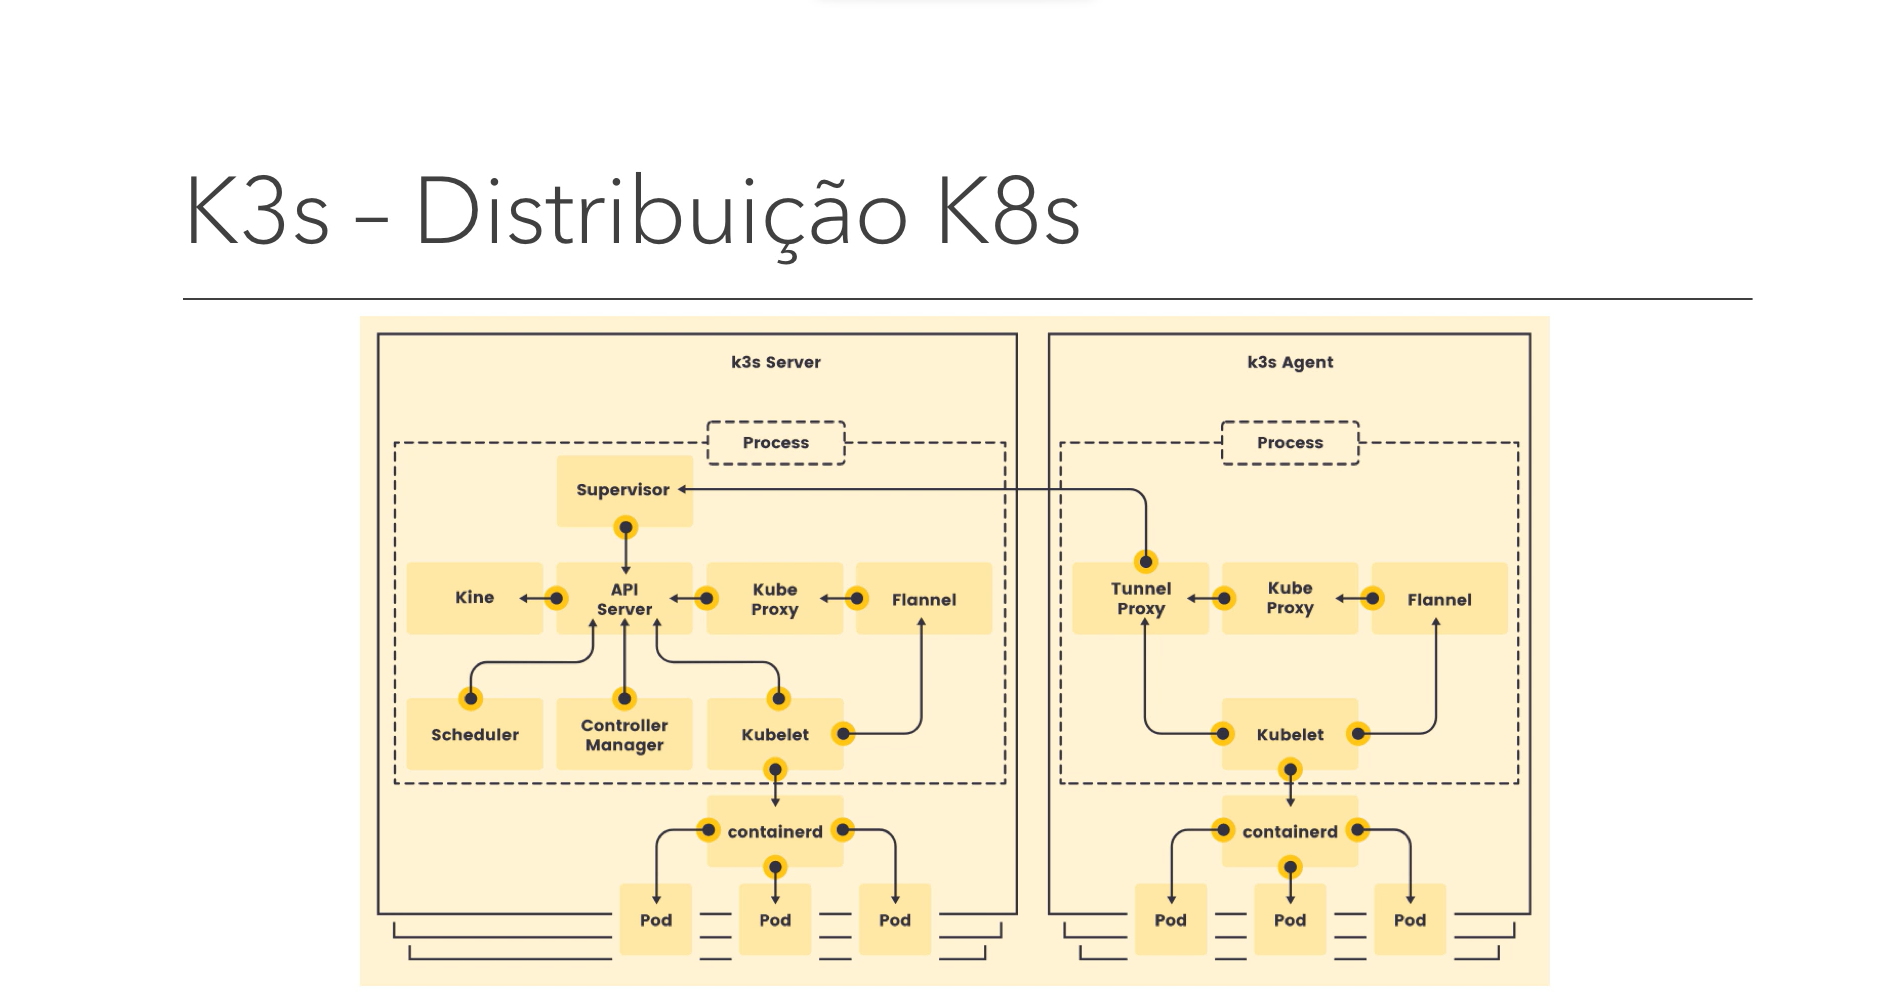 K3s – Distribuição K8s
k3s Server
Process
Supervisor
Kine
API
Server
Kube
Proxy
Flannel
Scheduler
Controller
Manager
Kubelet
containerd
Pod
Pod
Pod
k3s Agent
Process
Tunnel
Proxy
Kube
Proxy
Flannel
Kubelet
containerd
Pod
Pod
Pod